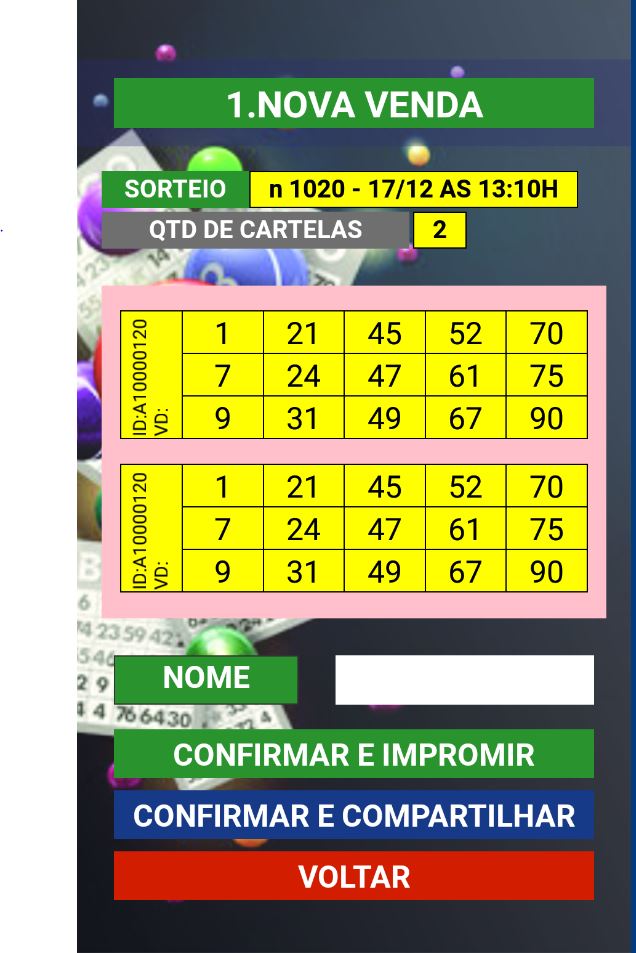 1.NOVA VENDA
SORTEIO n 1020 - 17/12 AS 13:10H
QTD DE CARTELAS 2
ID:A10000120
VD:
1 21 45 52 70
7 24 47 61 75
9 31 49 67 90
ID:A10000120
VD:
1 21 45 52 70
7 24 47 61 75
9 31 49 67 90
NOME
CONFIRMAR E IMPROMIR
CONFIRMAR E COMPARTILHAR
VOLTAR